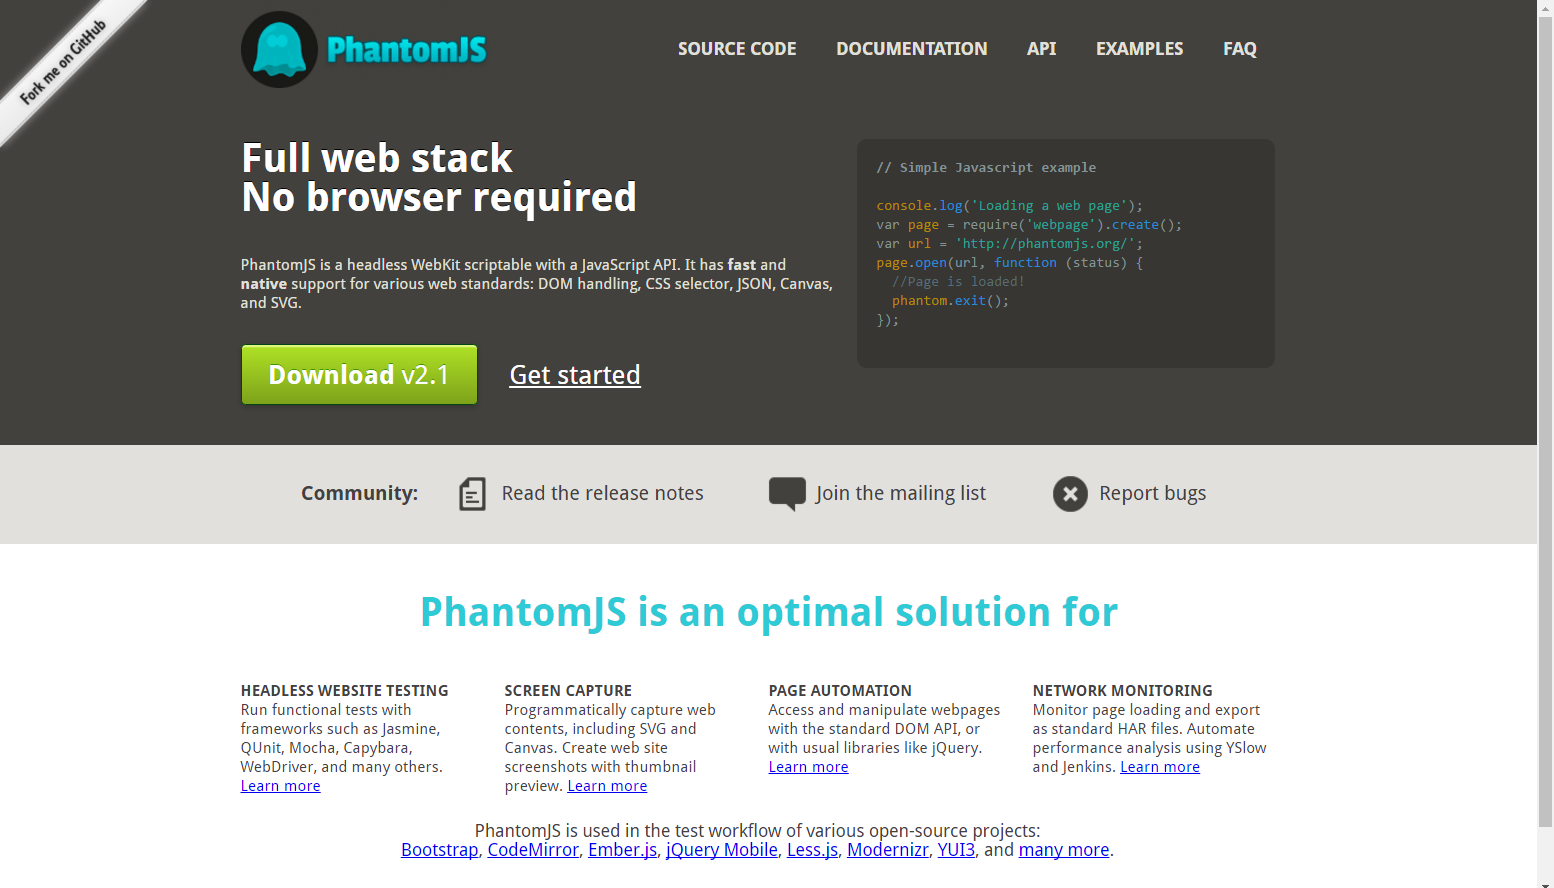 Fork me on GitHub
PhantomJS
SOURCE CODE
DOCUMENTATION
API
EXAMPLES
FAQ
Full web stack
No browser required
PhantomJS is a headless WebKit scriptable with a JavaScript API. It has fast and
native support for various web standards: DOM handling, CSS selector, JSON, Canvas,
and SVG.
Download v2.1
Get started
// Simple Javascript example
console.log('Loading a web page');
var page = require('webpage').create();
var url = 'http://phantomjs.org/';
page.open(url, function (status) {
//Page is loaded!
phantom.exit();
});
Community:
Read the release notes
Join the mailing list
Report bugs
PhantomJS is an optimal solution for
HEADLESS WEBSITE TESTING
Run functional tests with
frameworks such as Jasmine,
QUnit, Mocha, Capybara,
WebDriver, and many others.
Learn more
SCREEN CAPTURE
Programmatically capture web
contents, including SVG and
Canvas. Create web site
screenshots with thumbnail
preview. Learn more
PAGE AUTOMATION
Access and manipulate webpages
with the standard DOM API, or
with usual libraries like jQuery.
Learn more
NETWORK MONITORING
Monitor page loading and export
as standard HAR files. Automate
performance analysis using YSlow
and Jenkins. Learn more
PhantomJS is used in the test workflow of various open-source projects:
Bootstrap, CodeMirror, Ember.js, jQuery Mobile, Less.js, Modernizr, YUI3, and many more.